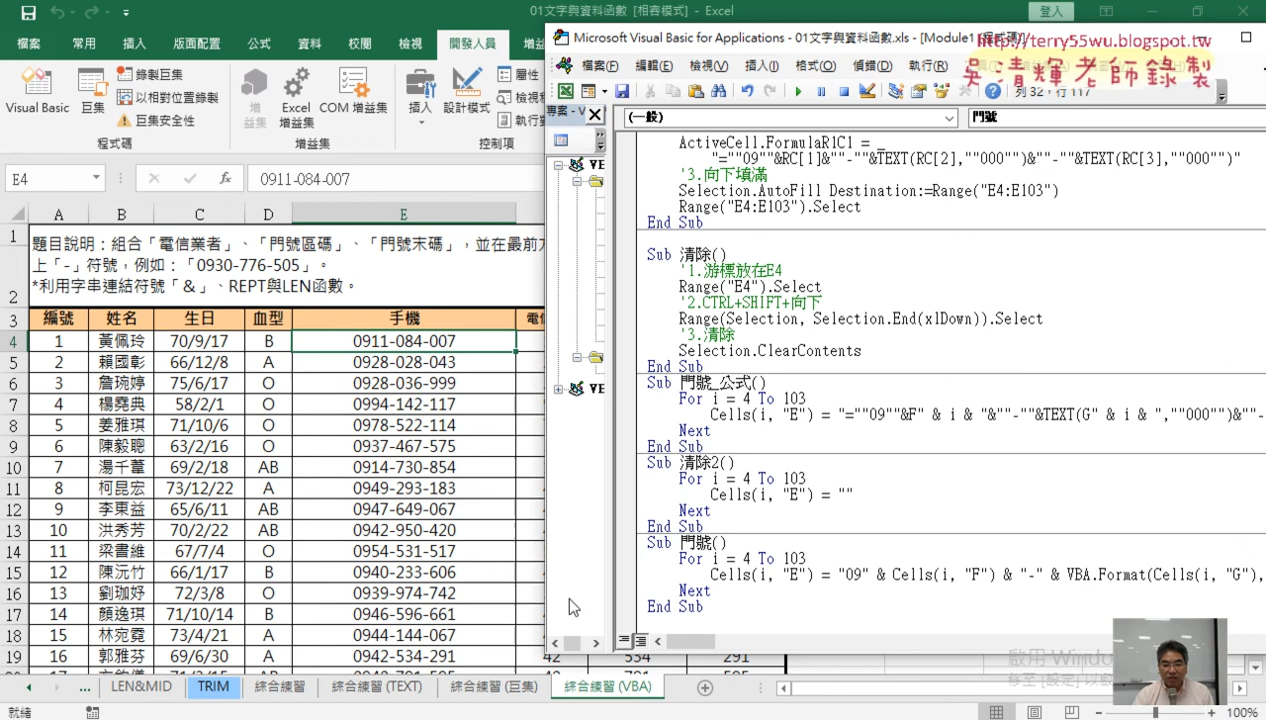 01文字與資料函數 [相容模式] - Excel
登入
檔案 常用 插入 版面配置 公式 資料 校閱 檢視 開發人員 增益
Visual Basic 巨集 錄製巨集 以相對位置錄製 巨集安全性
程式碼
增益集 Excel 增益集 COM 增益集
增益集
插入 設計模式 屬性
控制項
E4 fx 0911-084-007
A B C D E
題目說明：組合「電信業者」、「門號區碼」、「門號末碼」，並在最前方
上「-」符號，例如：「0930-776-505」。
*利用字串連結符號「&」、REPT與LEN函數。
編號 姓名 生日 血型 手機
1 黃佩玲 70/9/17 B 0911-084-007
2 賴國彰 66/12/8 A 0928-028-043
3 詹琬婷 75/6/17 O 0928-036-999
4 楊堯典 58/2/1 O 0994-142-117
5 姜雅琪 71/10/6 O 0978-522-114
6 陳毅聰 63/2/16 O 0937-467-575
7 湯千薰 69/2/18 AB 0914-730-854
8 柯昆宏 73/12/22 A 0949-293-183
9 李東益 65/6/11 AB 0947-649-067
10 洪秀芳 70/2/22 AB 0942-950-420
11 梁書維 67/7/4 O 0954-531-517
12 陳沅竹 66/1/17 B 0940-233-606
13 劉珈妤 72/3/8 O 0939-974-742
14 顏逸琪 71/10/14 B 0946-596-661
15 林宛霓 73/4/21 A 0944-144-067
16 郭雅芬 69/6/30 A 0942-534-291 42 534 291
... LEN&MID TRIM 綜合練習 綜合練習 (TEXT) 綜合練習 (巨集) 綜合練習 (VBA)
就緒
100%
Microsoft Visual Basic for Applications - 01文字與資料函數.xls - [Module1 (程式碼)]
http://terry55wu.blogspot.tw
吳清輝老師錄製
檔案(F) 編輯(E) 檢視(V) 插入(I) 格式(O) 偵錯(D) 執行(R)
列 32, 行 117
專案 - V
(一般) 門號
ActiveCell.FormulaR1C1 = _
"=""09""&RC[1]&""-""&TEXT(RC[2],""000"")&""-""&TEXT(RC[3],""000"")"
'3.向下填滿
Selection.AutoFill Destination:=Range("E4:E103")
Range("E4:E103").Select
End Sub
Sub 清除()
'1.游標放在E4
Range("E4").Select
'2.CTRL+SHIFT+向下
Range(Selection, Selection.End(xlDown)).Select
'3.清除
Selection.ClearContents
End Sub
Sub 門號_公式()
For i = 4 To 103
Cells(i, "E") = "=""09""&F" & i & "&""-""&TEXT(G" & i & ",""000"")&""-
Next
End Sub
Sub 清除2()
For i = 4 To 103
Cells(i, "E") = ""
Next
End Sub
Sub 門號()
For i = 4 To 103
Cells(i, "E") = "09" & Cells(i, "F") & "-" & VBA.Format(Cells(i, "G"),
Next
End Sub